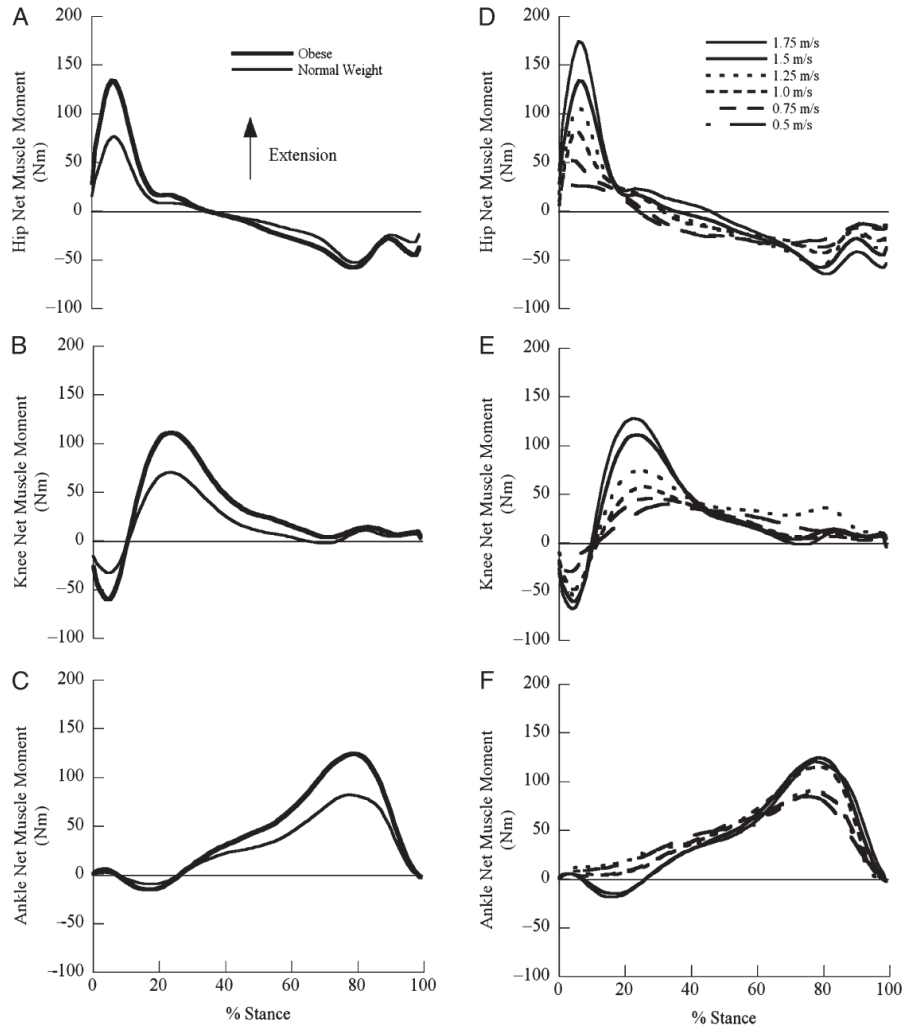 A
200
150
100
50
0
−50
−100
Hip Net Muscle Moment
(Nm)
Obese
Normal Weight
Extension
B
200
150
100
50
0
−50
−100
Knee Net Muscle Moment
(Nm)
C
200
150
100
50
0
−50
−100
Ankle Net Muscle Moment
(Nm)
0 20 40 60 80 100
% Stance
D
200
150
100
50
0
−50
−100
Hip Net Muscle Moment
(Nm)
1.75 m/s
1.5 m/s
1.25 m/s
1.0 m/s
0.75 m/s
0.5 m/s
E
200
150
100
50
0
−50
−100
Knee Net Muscle Moment
(Nm)
F
200
150
100
50
0
−50
−100
Ankle Net Muscle Moment
(Nm)
0 20 40 60 80 100
% Stance